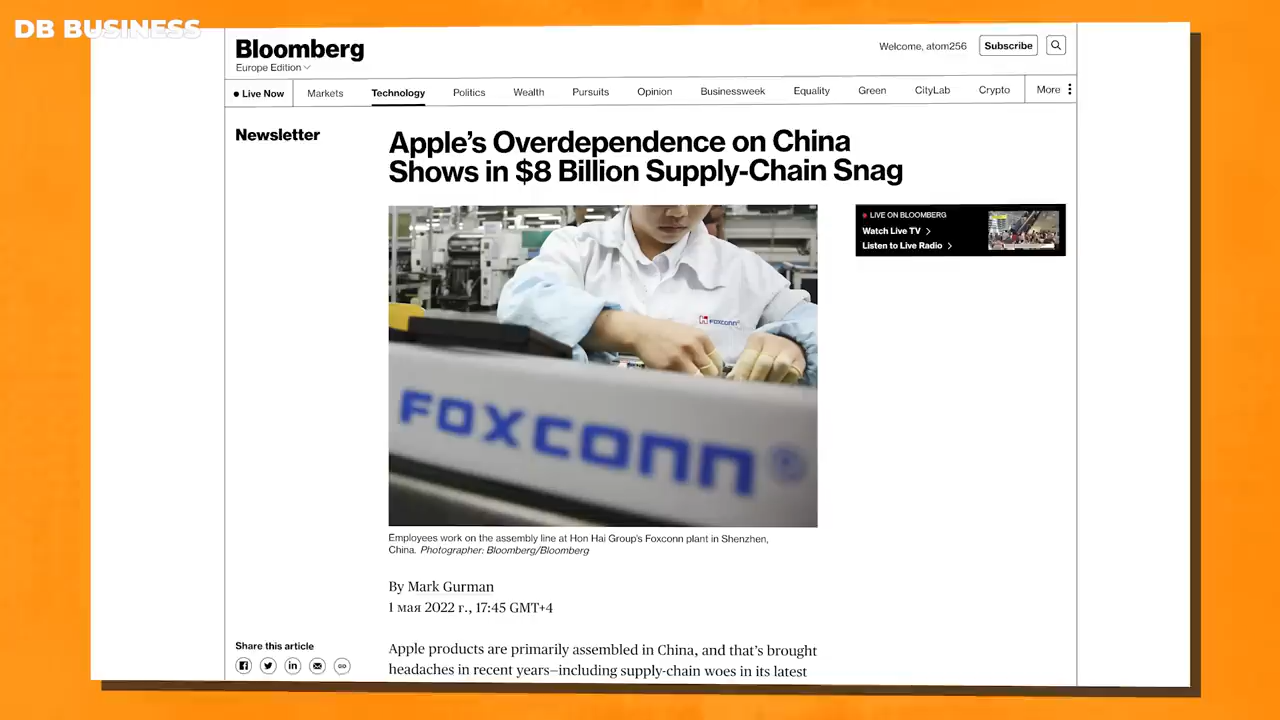 DB BUSINESS
Bloomberg
Europe Edition
Welcome, atom256
Subscribe
Live Now
Markets
Technology
Politics
Wealth
Pursuits
Opinion
Businessweek
Equality
Green
CityLab
Crypto
More
Newsletter
Apple's Overdependence on China
Shows in $8 Billion Supply-Chain Snag
LIVE ON BLOOMBERG
Watch Live TV
Listen to Live Radio
FOXCONN
FOXCONN
Employees work on the assembly line at Hon Hai Group's Foxconn plant in Shenzhen,
China. Photographer: Bloomberg/Bloomberg
By Mark Gurman
1 мая 2022 г., 17:45 GMT+4
Share this article
Apple products are primarily assembled in China, and that's brought
headaches in recent years—including supply-chain woes in its latest